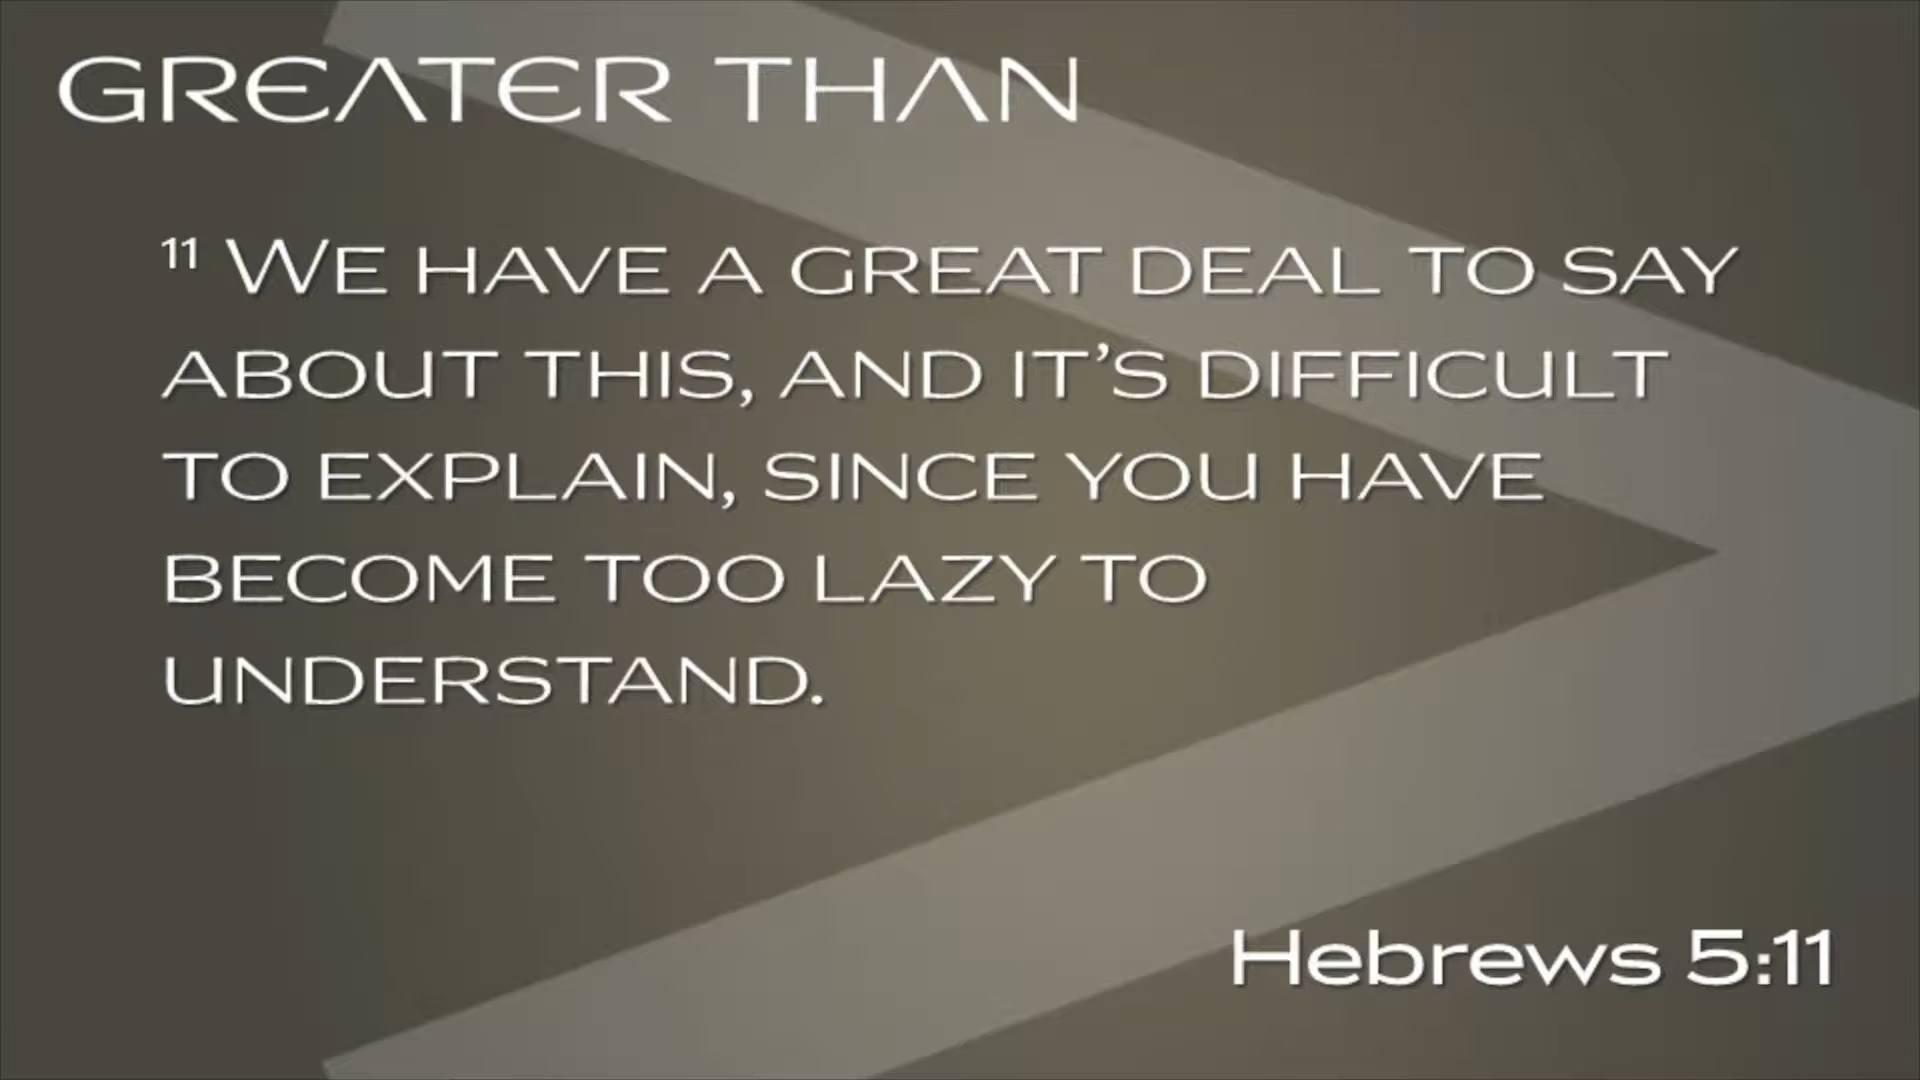 GREATER THAN
11 WE HAVE A GREAT DEAL TO SAY
ABOUT THIS, AND IT’S DIFFICULT
TO EXPLAIN, SINCE YOU HAVE
BECOME TOO LAZY TO
UNDERSTAND.
Hebrews 5:11